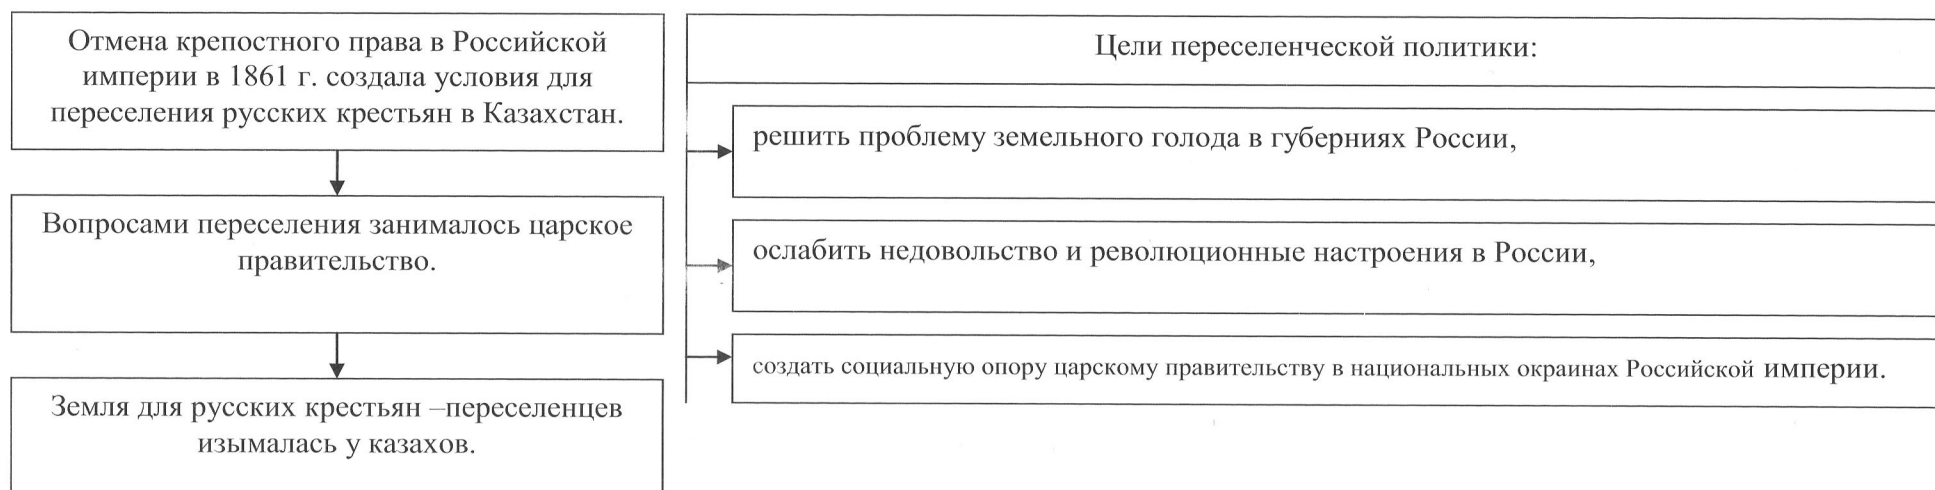 Отмена крепостного права в Российской
империи в 1861 г. создала условия для
переселения русских крестьян в Казахстан.
Вопросами переселения занималось царское
правительство.
Земля для русских крестьян –переселенцев
изымалась у казахов.
Цели переселенческой политики:
решить проблему земельного голода в губерниях России,
ослабить недовольство и революционные настроения в России,
создать социальную опору царскому правительству в национальных окраинах Российской империи.